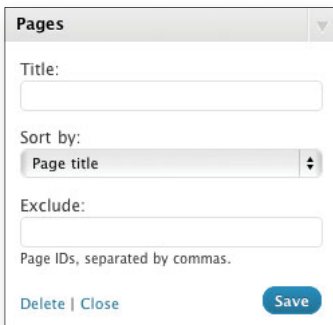 Pages
Title:
Sort by:
Page title
Exclude:
Page IDs, separated by commas.
Delete | Close
Save